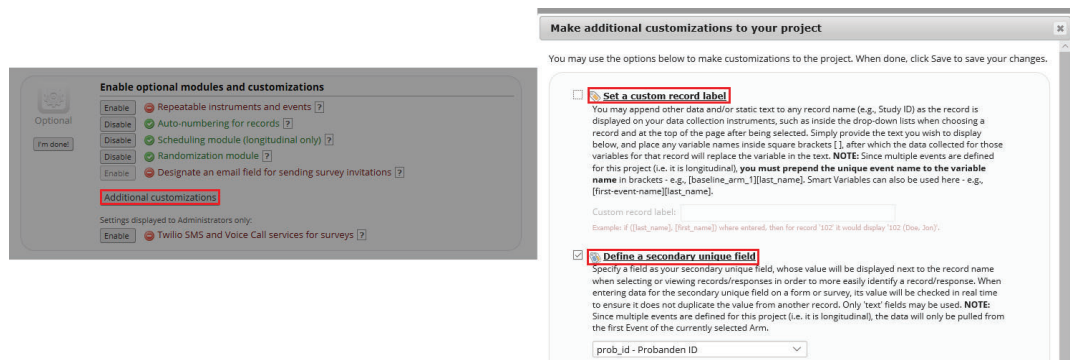 Enable optional modules and customizations
Optional
I'm done!
Enable Repeatable instruments and events ?
Disable Auto-numbering for records ?
Disable Scheduling module (longitudinal only) ?
Disable Randomization module ?
Enable Designate an email field for sending survey invitations ?
Additional customizations
Settings displayed to Administrators only:
Enable Twilio SMS and Voice Call services for surveys ?
Make additional customizations to your project
You may use the options below to make customizations to the project. When done, click Save to save your changes.
Set a custom record label
You may append other data and/or static text to any record name (e.g., Study ID) as the record is
displayed on your data collection instruments, such as inside the drop-down lists when choosing a
record and at the top of the page after being selected. Simply provide the text you wish to display
below, and place any variable names inside square brackets [ ], after which the data collected for those
variables for that record will replace the variable in the text. NOTE: Since multiple events are defined
for this project (i.e. it is longitudinal), you must prepend the unique event name to the variable
name in brackets - e.g., [baseline_arm_1][last_name]. Smart Variables can also be used here - e.g.,
[first-event-name][last_name].
Custom record label:
Example: if ([last_name], [first_name]) where entered, then for record '102' it would display '102 (Doe, Jon)'.
Define a secondary unique field
Specify a field as your secondary unique field, whose value will be displayed next to the record name
when selecting or viewing records/responses in order to more easily identify a record/response. When
entering data for the secondary unique field on a form or survey, its value will be checked in real time
to ensure it does not duplicate the value from another record. Only 'text' fields may be used. NOTE:
Since multiple events are defined for this project (i.e. it is longitudinal), the data will only be pulled from
the first Event of the currently selected Arm.
prob_id - Probanden ID